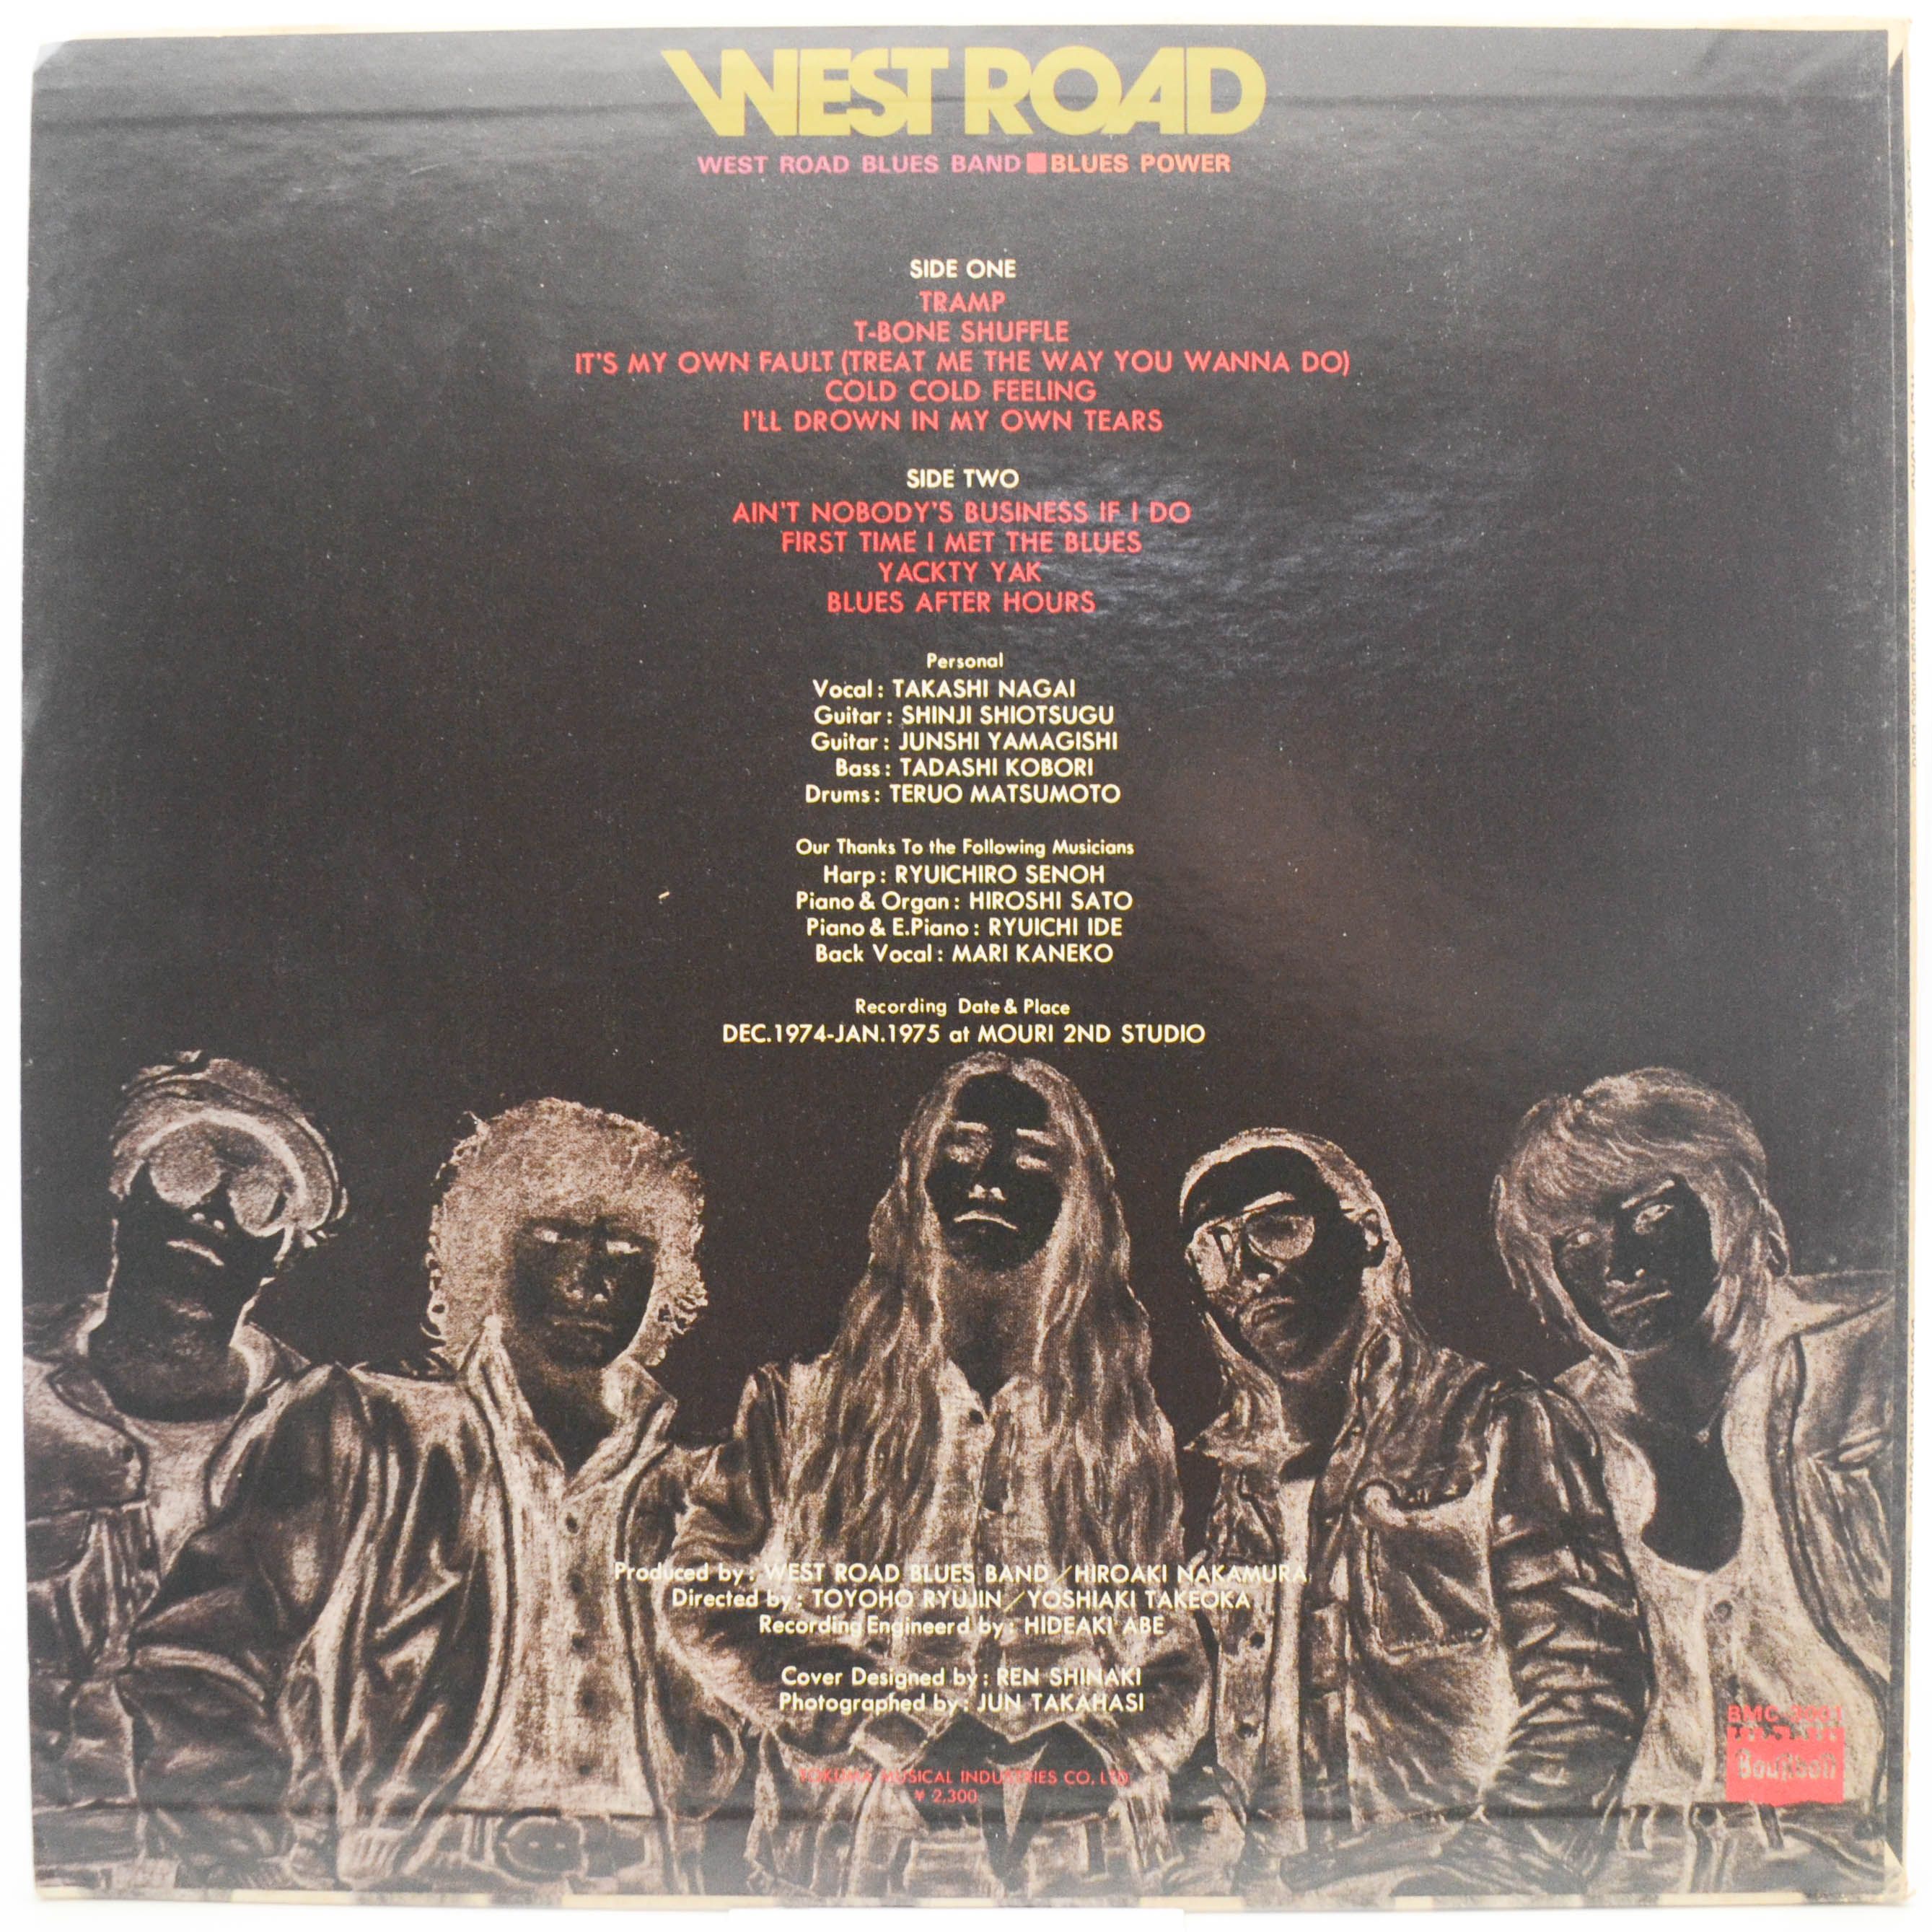 WEST ROAD
WEST ROAD BLUES BAND ■ BLUES POWER
SIDE ONE
TRAMP
T-BONE SHUFFLE
IT'S MY OWN FAULT (TREAT ME THE WAY YOU WANNA DO)
COLD COLD FEELING
I'LL DROWN IN MY OWN TEARS
SIDE TWO
AIN'T NOBODY'S BUSINESS IF I DO
FIRST TIME I MET THE BLUES
YACKTY YAK
BLUES AFTER HOURS
Personal
Vocal : TAKASHI NAGAI
Guitar : SHINJI SHIOTSUGU
Guitar : JUNSHI YAMAGISHI
Bass : TADASHI KOBORI
Drums : TERUO MATSUMOTO
Our Thanks To the Following Musicians
Harp : RYUICHIRO SENOH
Piano & Organ : HIROSHI SATO
Piano & E.Piano : RYUICHI IDE
Back Vocal : MARI KANEKO
Recording Date & Place
DEC.1974-JAN.1975 at MOURI 2ND STUDIO
Produced by : WEST ROAD BLUES BAND / HIROAKI NAKAMURA
Directed by : TOYOHO RYUJIN / YOSHIAKI TAKEOKA
Recording Engineerd by : HIDEAKI ABE
Cover Designed by : REN SHINAKI
Photographed by : JUN TAKAHASI
MUSICAL INDUSTRIES CO, LTD
¥ 2,300.
BMC-3001
Bourbon